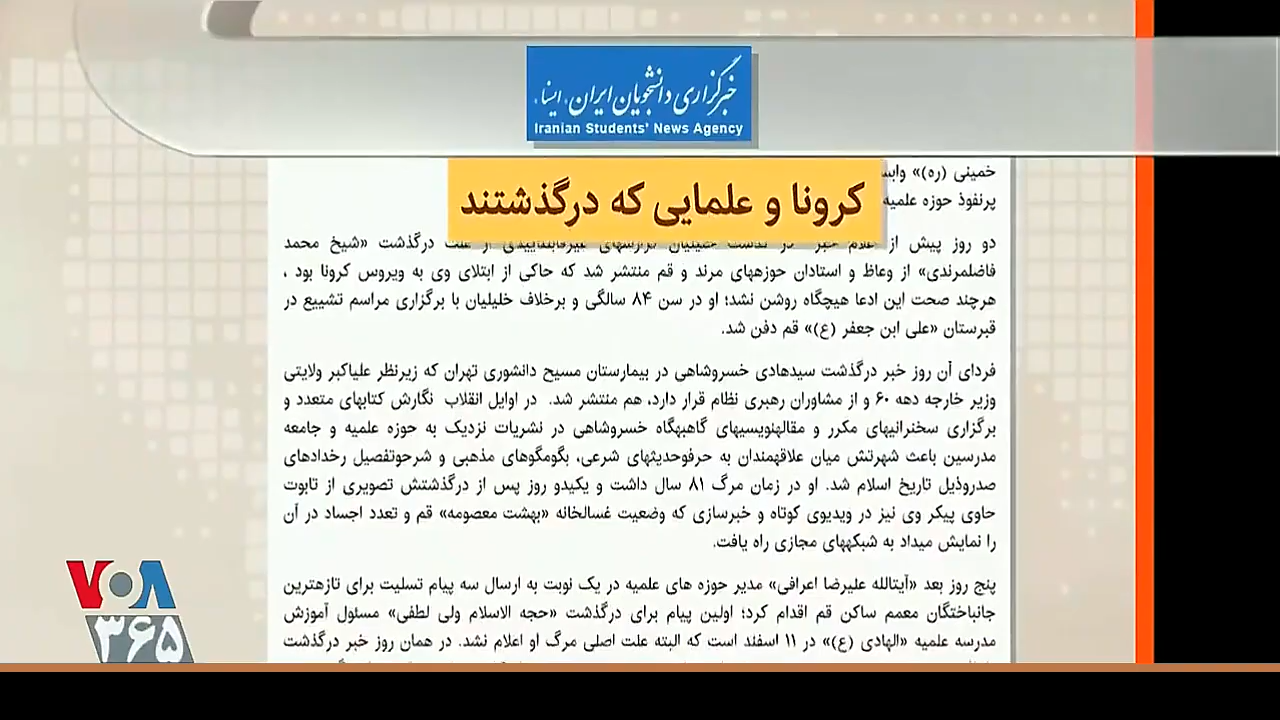 خبرگزاری دانشجویان ایران، ایسنا،
Iranian Students' News Agency
کرونا و علمایی که درگذشتند
خمینی (ره)» وابس
پرنفوذ حوزه علمیه
دو روز پیش از اعلام خبر در درگذشت «شیخ محمد
فاضلمرندی» از وعاظ و استادان حوزههای مرند و قم منتشر شد که حاکی از ابتلای وی به ویروس کرونا بود ،
هرچند صحت این ادعا هیچگاه روشن نشد؛ او در سن ۸۴ سالگی و برخلاف خلیلیان با برگزاری مراسم تشییع در
قبرستان «علی ابن جعفر (ع)» قم دفن شد.
فردای آن روز خبر درگذشت سیدهادی خسروشاهی در بیمارستان مسیح دانشوری تهران که زیرنظر علیاکبر ولایتی
وزیر خارجه دهه ۶۰ و از مشاوران رهبری نظام قرار دارد، هم منتشر شد. در اوایل انقلاب نگارش کتابهای متعدد و
برگزاری سخنرانیهای مکرر و مقالهنویسیهای گاهبهگاه خسروشاهی در نشریات نزدیک به حوزه علمیه و جامعه
مدرسین باعث شهرتش میان علاقهمندان به حرفوحدیثهای شرعی، بگومگوهای مذهبی و شرحوتفصیل رخدادهای
صدروذیل تاریخ اسلام شد. او در زمان مرگ ۸۱ سال داشت و یکیدو روز پس از درگذشتش تصویری از تابوت
حاوی پیکر وی نیز در ویدیوی کوتاه و خبرسازی که وضعیت غسالخانه «بهشت معصومه» قم و تعدد اجساد در آن
را نمایش میداد به شبکههای مجازی راه یافت.
پنج روز بعد «آیتالله علیرضا اعرافی» مدیر حوزه های علمیه در یک نوبت به ارسال سه پیام تسلیت برای تازهترین
جانباختگان معمم ساکن قم اقدام کرد؛ اولین پیام برای درگذشت «حجه الاسلام ولی لطفی» مسئول آموزش
مدرسه علمیه «الهادی (ع)» در ۱۱ اسفند است که البته علت اصلی مرگ او اعلام نشد. در همان روز خبر درگذشت
VOA
۳۶۵